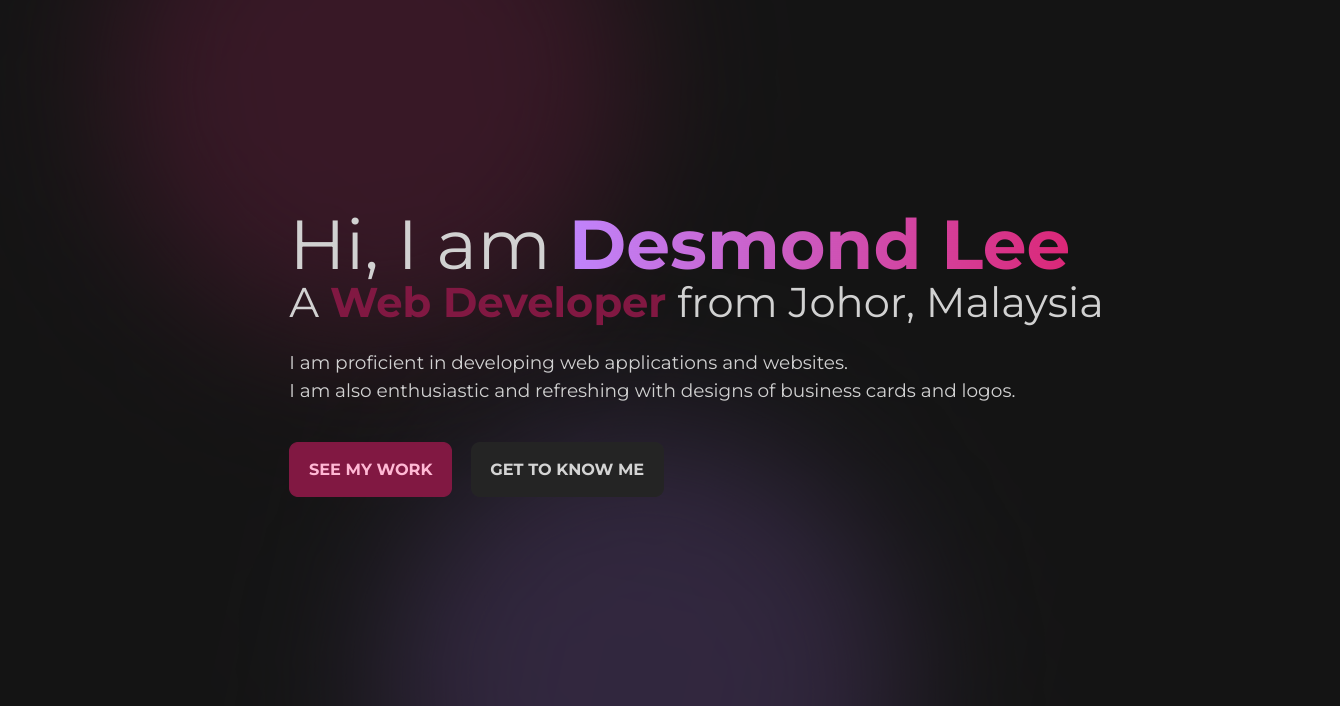 Hi, I am Desmond Lee
A Web Developer from Johor, Malaysia
I am proficient in developing web applications and websites.
I am also enthusiastic and refreshing with designs of business cards and logos.
SEE MY WORK
GET TO KNOW ME